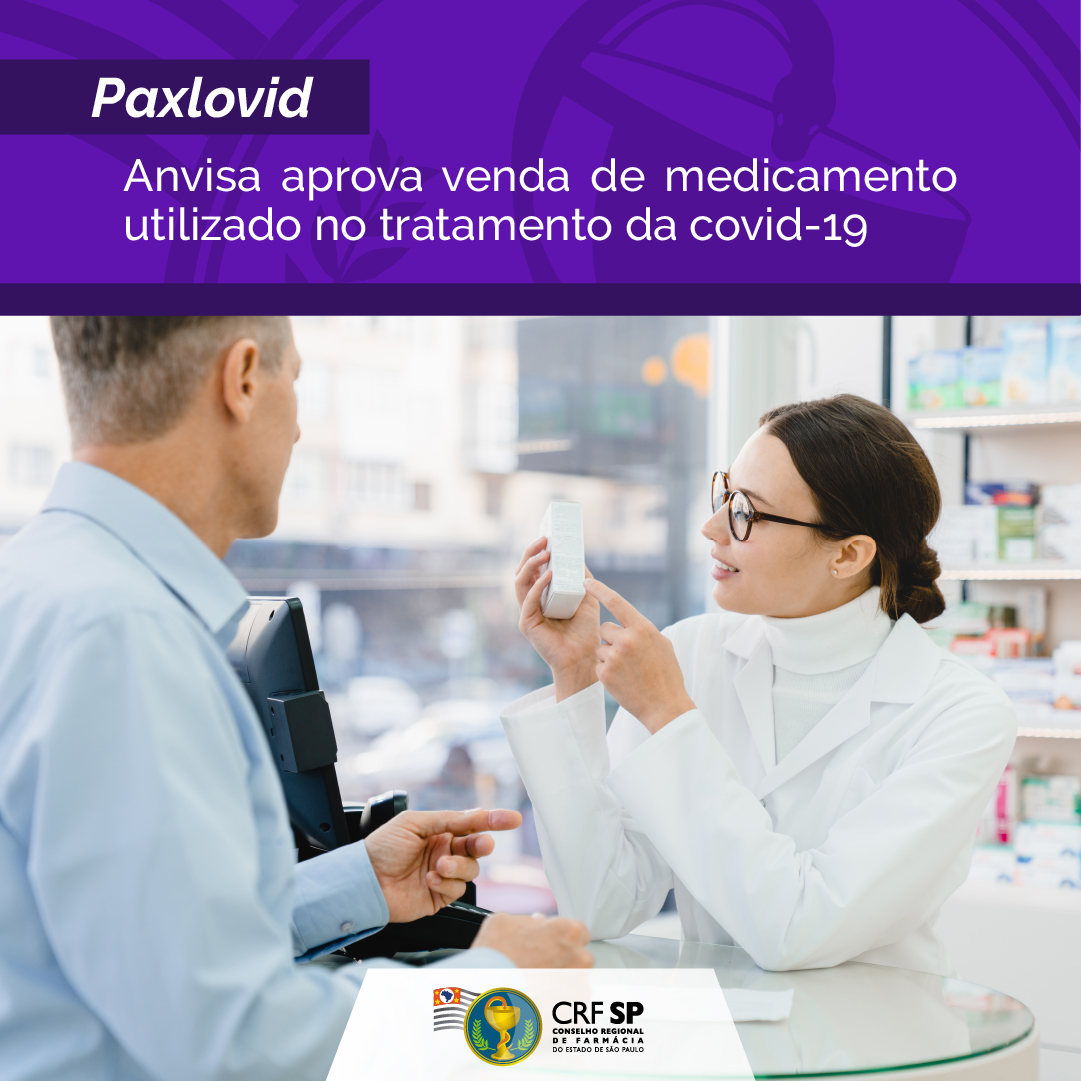 Paxlovid
Anvisa aprova venda de medicamento
utilizado no tratamento da covid-19
CRF SP
CONSELHO REGIONAL
DE FARMÁCIA
DO ESTADO DE SÃO PAULO